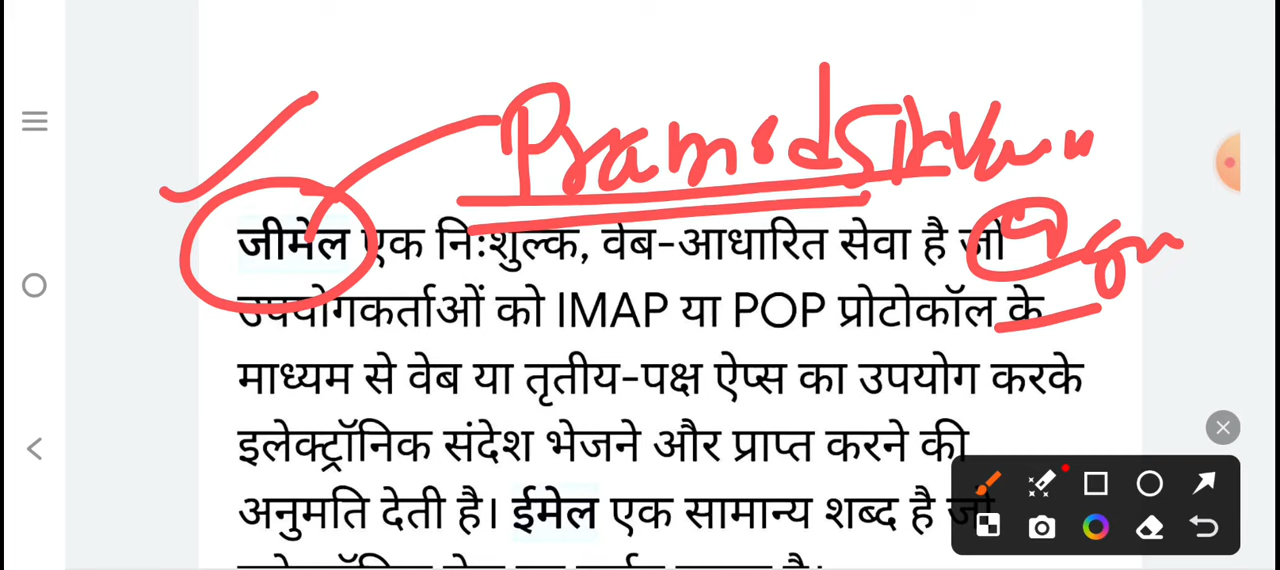 जीमेल एक निःशुल्क, वेब-आधारित सेवा है जो
उपयोगकर्ताओं को IMAP या POP प्रोटोकॉल के
माध्यम से वेब या तृतीय-पक्ष ऐप्स का उपयोग करके
इलेक्ट्रॉनिक संदेश भेजने और प्राप्त करने की
अनुमति देती है। ईमेल एक सामान्य शब्द है जो